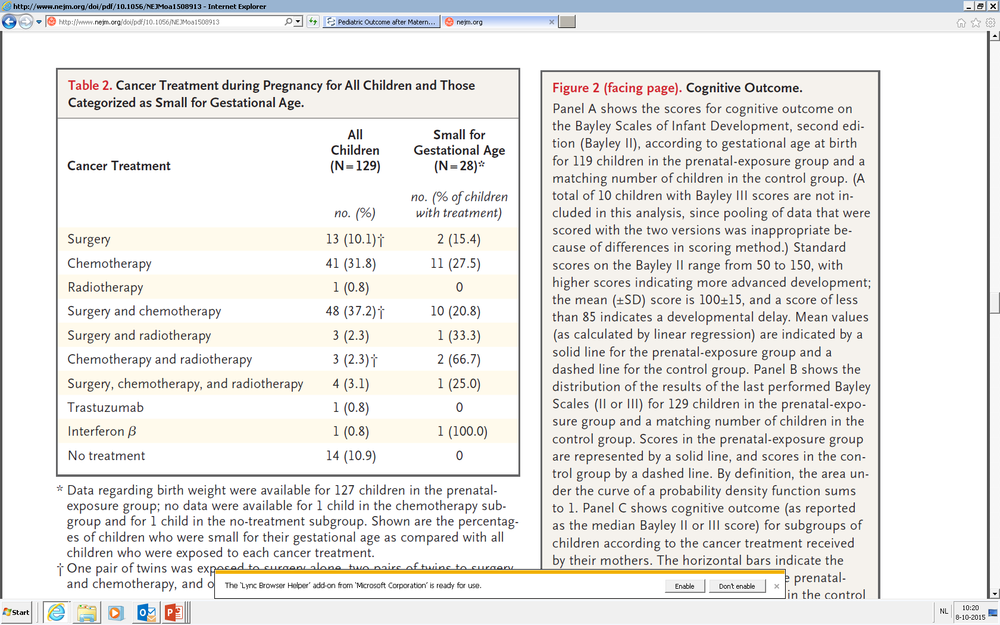 http://www.nejm.org/doi/pdf/10.1056/NEJMoa1508913 - Internet Explorer
http://www.nejm.org/doi/pdf/10.1056/NEJMoa1508913
Pediatric Outcome after Matern...
nejm.org
Table 2. Cancer Treatment during Pregnancy for All Children and Those
Categorized as Small for Gestational Age.
Cancer Treatment
All
Children
(N=129)
Small for
Gestational Age
(N=28)*
no. (%)
no. (% of children
with treatment)
Surgery 13 (10.1)† 2 (15.4)
Chemotherapy 41 (31.8) 11 (27.5)
Radiotherapy 1 (0.8) 0
Surgery and chemotherapy 48 (37.2)† 10 (20.8)
Surgery and radiotherapy 3 (2.3) 1 (33.3)
Chemotherapy and radiotherapy 3 (2.3)† 2 (66.7)
Surgery, chemotherapy, and radiotherapy 4 (3.1) 1 (25.0)
Trastuzumab 1 (0.8) 0
Interferon β 1 (0.8) 1 (100.0)
No treatment 14 (10.9) 0
* Data regarding birth weight were available for 127 children in the prenatal-
exposure group; no data were available for 1 child in the chemotherapy sub-
group and for 1 child in the no-treatment subgroup. Shown are the percentag-
es of children who were small for their gestational age as compared with all
children who were exposed to each cancer treatment.
† One pair of twins was exposed to surgery alone, two pairs of twins to surgery
and chemotherapy, and o
Figure 2 (facing page). Cognitive Outcome.
Panel A shows the scores for cognitive outcome on
the Bayley Scales of Infant Development, second edi-
tion (Bayley II), according to gestational age at birth
for 119 children in the prenatal-exposure group and a
matching number of children in the control group. (A
total of 10 children with Bayley III scores are not in-
cluded in this analysis, since pooling of data that were
scored with the two versions was inappropriate be-
cause of differences in scoring method.) Standard
scores on the Bayley II range from 50 to 150, with
higher scores indicating more advanced development;
the mean (±SD) score is 100±15, and a score of less
than 85 indicates a developmental delay. Mean values
(as calculated by linear regression) are indicated by a
solid line for the prenatal-exposure group and a
dashed line for the control group. Panel B shows the
distribution of the results of the last performed Bayley
Scales (II or III) for 129 children in the prenatal-expo-
sure group and a matching number of children in the
control group. Scores in the prenatal-exposure group
are represented by a solid line, and scores in the con-
trol group by a dashed line. By definition, the area un-
der the curve of a probability density function sums
to 1. Panel C shows cognitive outcome (as reported
as the median Bayley II or III score) for subgroups of
children according to the cancer treatment received
by their mothers. The horizontal bars indicate the
e prenatal-
in the control
The 'Lync Browser Helper' add-on from 'Microsoft Corporation' is ready for use.
Enable
Don't enable
Start
NL
10:20
8-10-2015